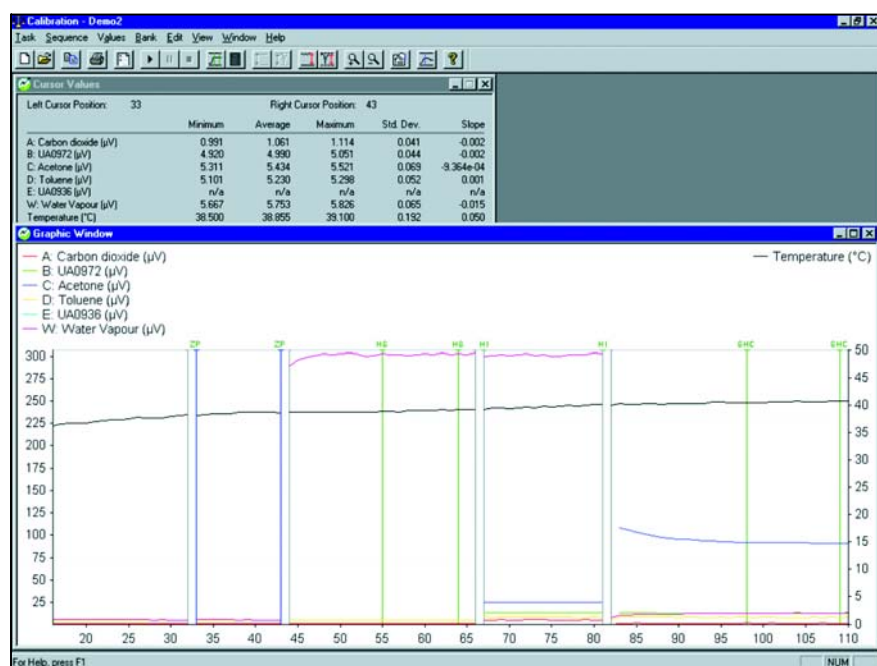 Calibration - Demo2
Task Sequence Values Bank Edit View Window Help
Cursor Values
Left Cursor Position: 33 Right Cursor Position: 43
Minimum Average Maximum Std. Dev. Slope
A: Carbon dioxide (µV) 0.991 1.061 1.114 0.041 -0.002
B: UA0972 (µV) 4.920 4.990 5.051 0.044 -0.002
C: Acetone (µV) 5.311 5.434 5.521 0.069 -9.364e-04
D: Toluene (µV) 5.101 5.230 5.298 0.052 0.001
E: UA0936 (µV) n/a n/a n/a n/a n/a
W: Water Vapour (µV) 5.667 5.753 5.826 0.065 -0.015
Temperature (°C) 38.500 38.855 39.100 0.192 0.050
Graphic Window
A: Carbon dioxide (µV) Temperature (°C)
B: UA0972 (µV)
C: Acetone (µV)
D: Toluene (µV)
E: UA0936 (µV)
W: Water Vapour (µV)
ZP ZP HS HS HI HI
300 50
275 45
250 40
225 35
200 30
175 25
150 20
125 15
100 10
75 5
50 0
25
20 25 30 35 40 45 50 55 60 65 70 75 80 85 90 95 100 105 110
For Help, press F1 NUM